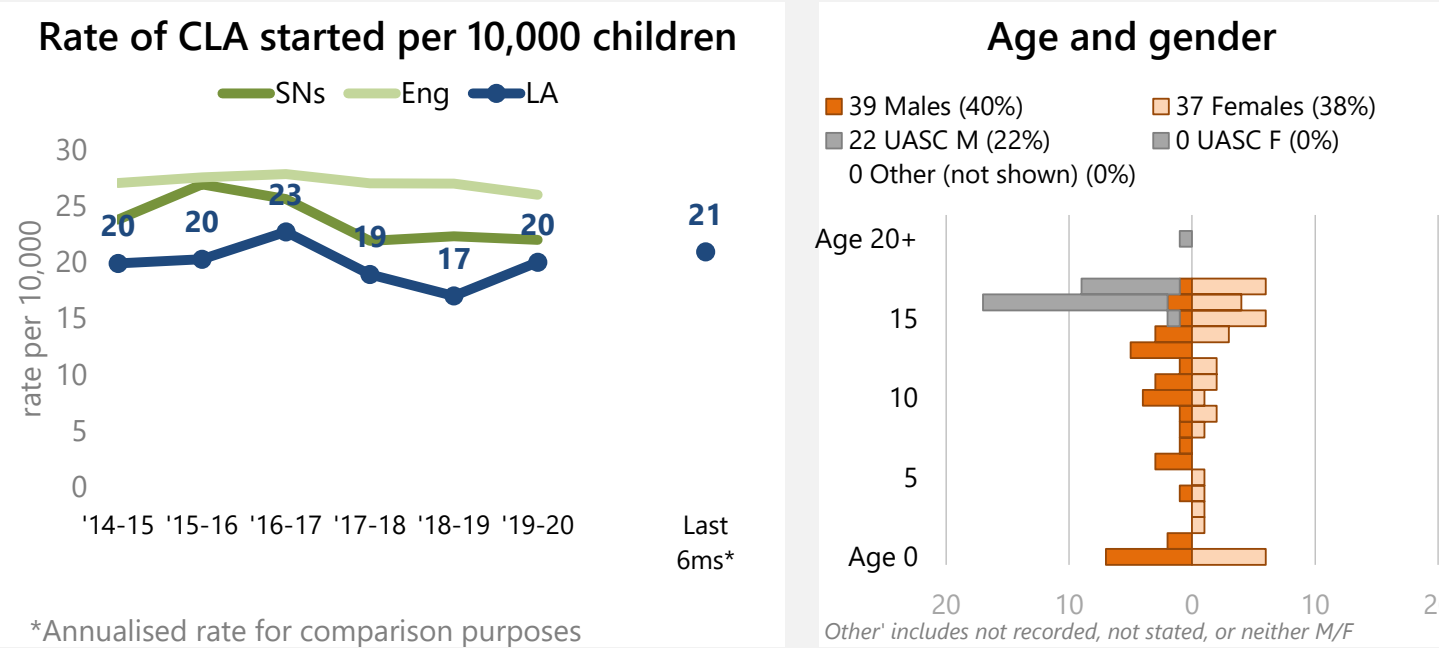 Rate of CLA started per 10,000 children
SNs Eng LA
30
25
20
15
10
5
0
rate per 10,000
20 20 23 19 17 20 21
'14-15 '15-16 '16-17 '17-18 '18-19 '19-20 Last
6ms*
*Annualised rate for comparison purposes
Age and gender
39 Males (40%) 37 Females (38%)
22 UASC M (22%) 0 UASC F (0%)
0 Other (not shown) (0%)
Age 20+
15
10
5
Age 0
20 10 0 10 2
Other' includes not recorded, not stated, or neither M/F